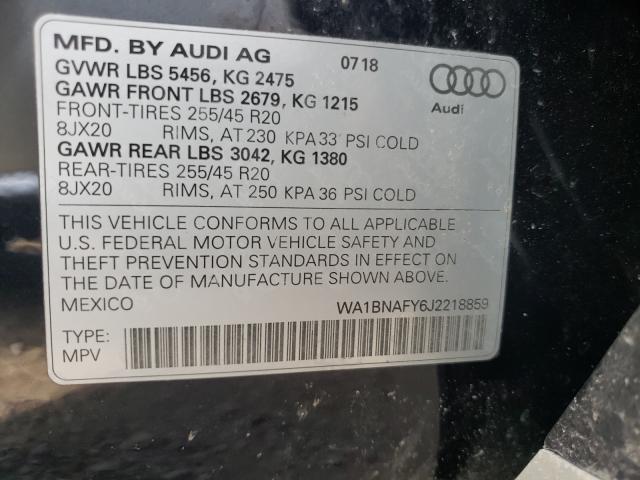 MFD. BY AUDI AG 0718
GVWR LBS 5456, KG 2475
GAWR FRONT LBS 2679, KG 1215
FRONT-TIRES 255/45 R20
8JX20 RIMS, AT 230 KPA 33 PSI COLD
GAWR REAR LBS 3042, KG 1380
REAR-TIRES 255/45 R20
8JX20 RIMS, AT 250 KPA 36 PSI COLD
Audi
THIS VEHICLE CONFORMS TO ALL APPLICABLE
U.S. FEDERAL MOTOR VEHICLE SAFETY AND
THEFT PREVENTION STANDARDS IN EFFECT ON
THE DATE OF MANUFACTURE SHOWN ABOVE.
MEXICO WA1BNAFY6J2218859
TYPE:
MPV